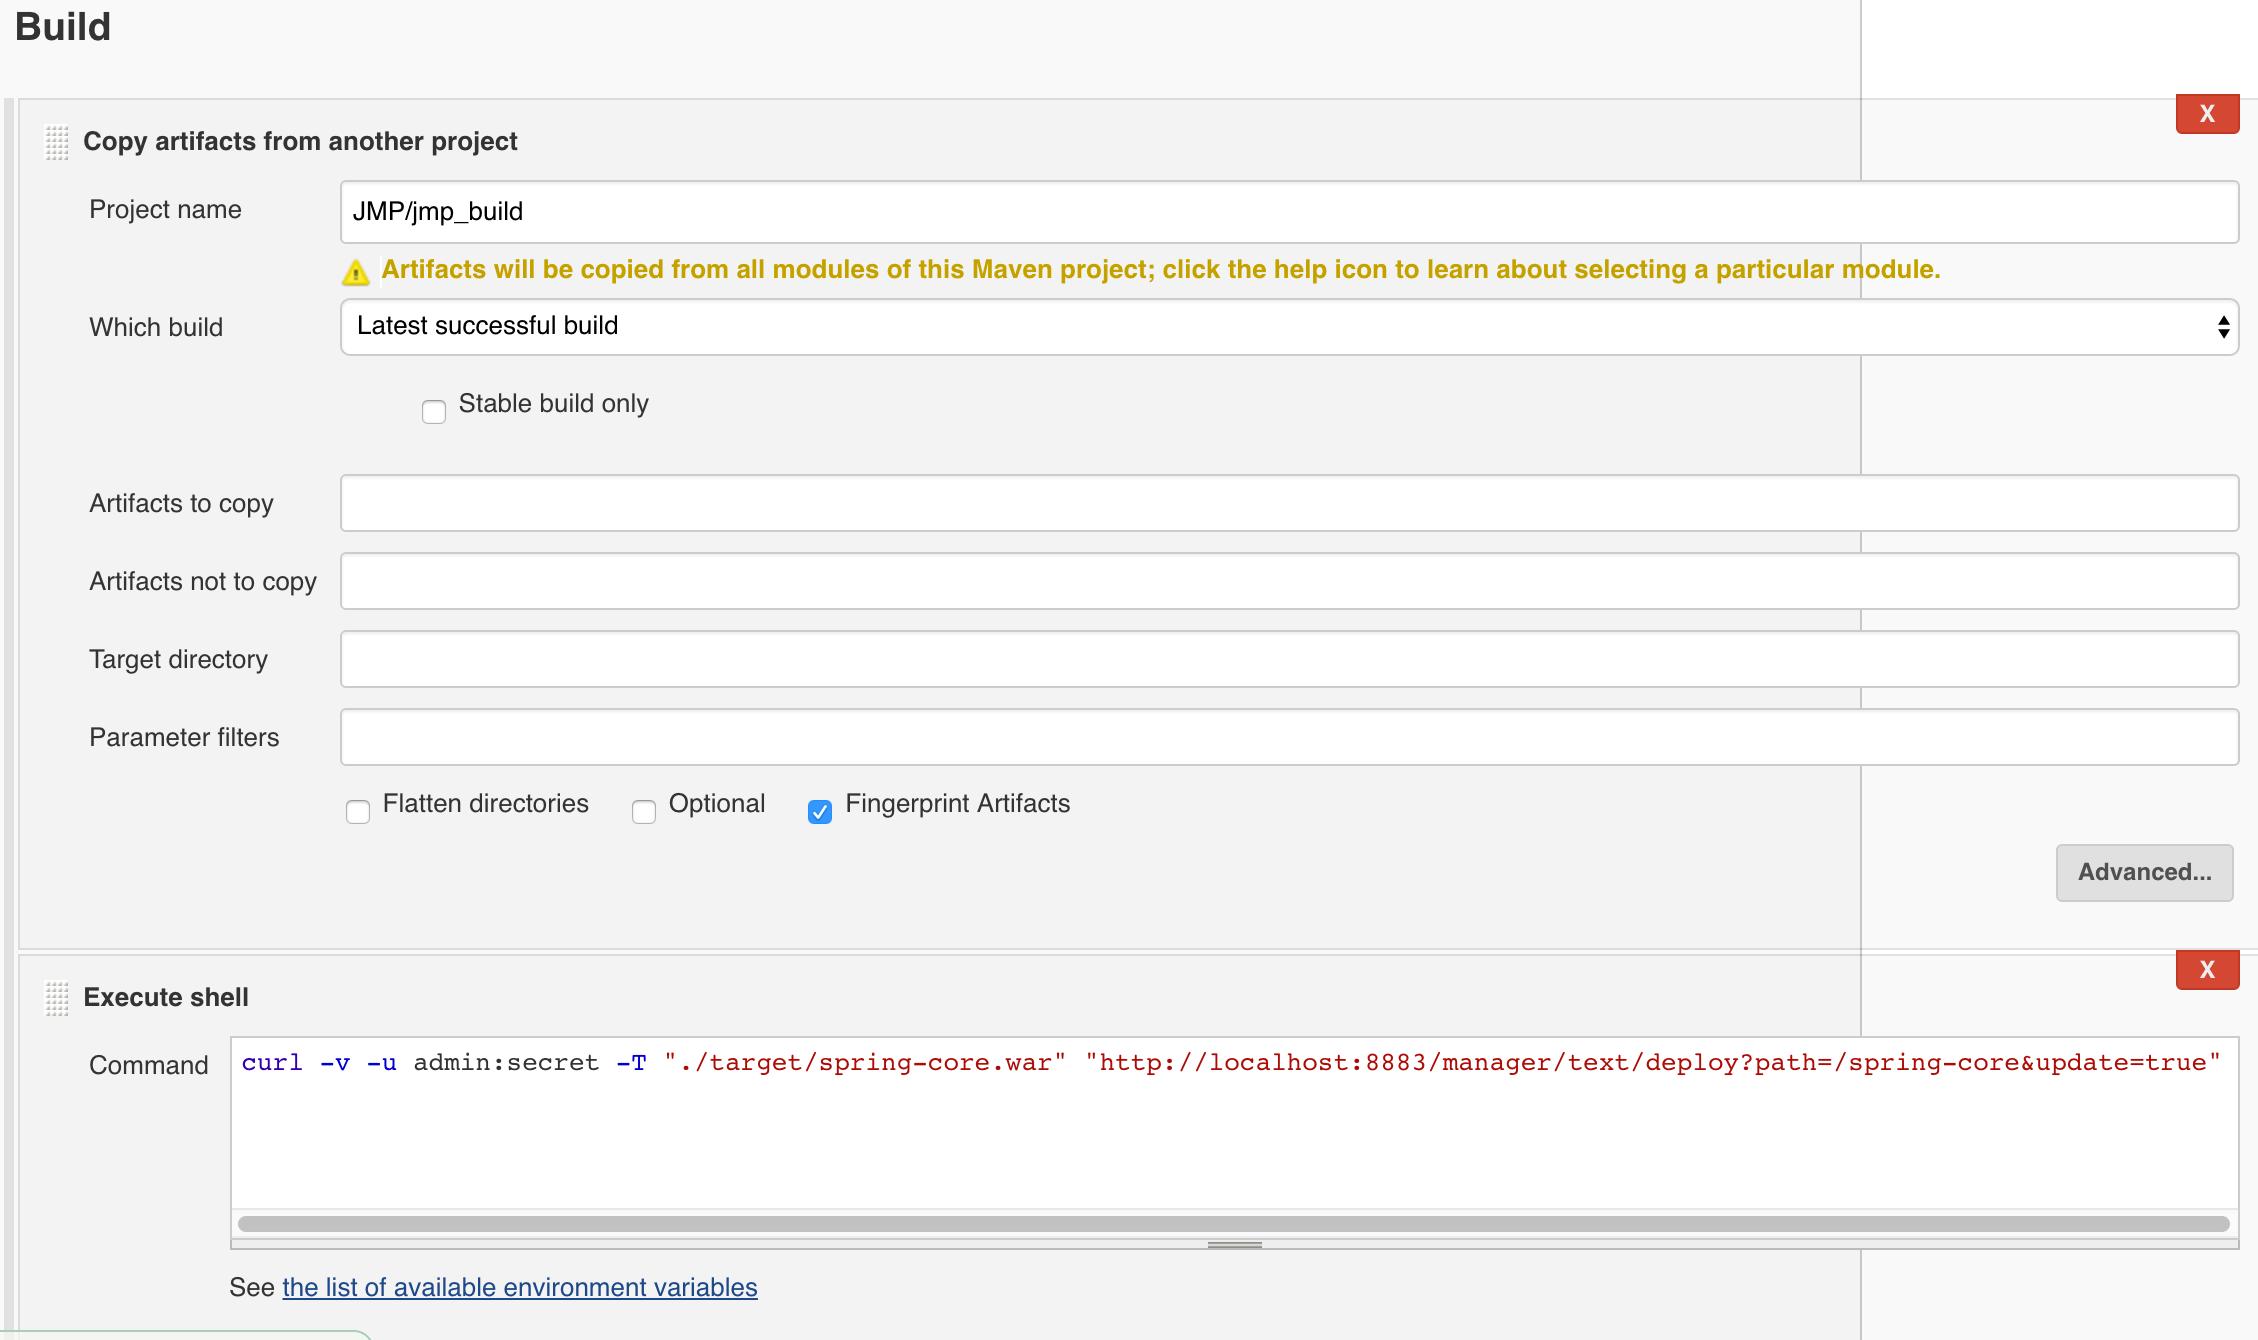 Build
X
Copy artifacts from another project
Project name
JMP/jmp_build
Artifacts will be copied from all modules of this Maven project; click the help icon to learn about selecting a particular module.
Which build
Latest successful build
Stable build only
Artifacts to copy
Artifacts not to copy
Target directory
Parameter filters
Flatten directories Optional Fingerprint Artifacts
Advanced...
X
Execute shell
Command
curl -v -u admin:secret -T "./target/spring-core.war" "http://localhost:8883/manager/text/deploy?path=/spring-core&update=true"
See the list of available environment variables